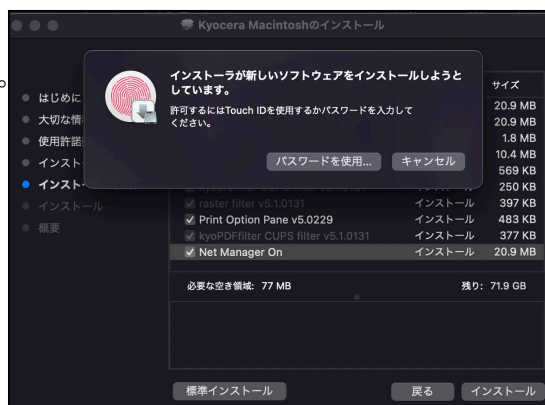 Kyocera Macintoshのインストール
インストーラが新しいソフトウェアをインストールしようと
しています。
許可するにはTouch IDを使用するかパスワードを入力して
ください。
パスワードを使用...
キャンセル
はじめに
大切な情
使用許諾
インスト
インスト
インストール
概要
サイズ
20.9 MB
20.9 MB
1.8 MB
10.4 MB
569 KB
250 KB
raster filter v5.1.0131 インストール 397 KB
Print Option Pane v5.0229 インストール 483 KB
kyoPDFfilter CUPS filter v5.1.0131 インストール 377 KB
Net Manager On インストール 20.9 MB
必要な空き領域: 77 MB 残り: 71.9 GB
標準インストール 戻る インストール